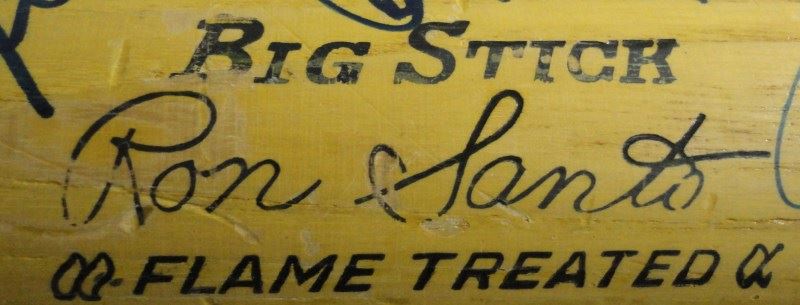 BIG STICK
Ron Santo
FLAME TREATED